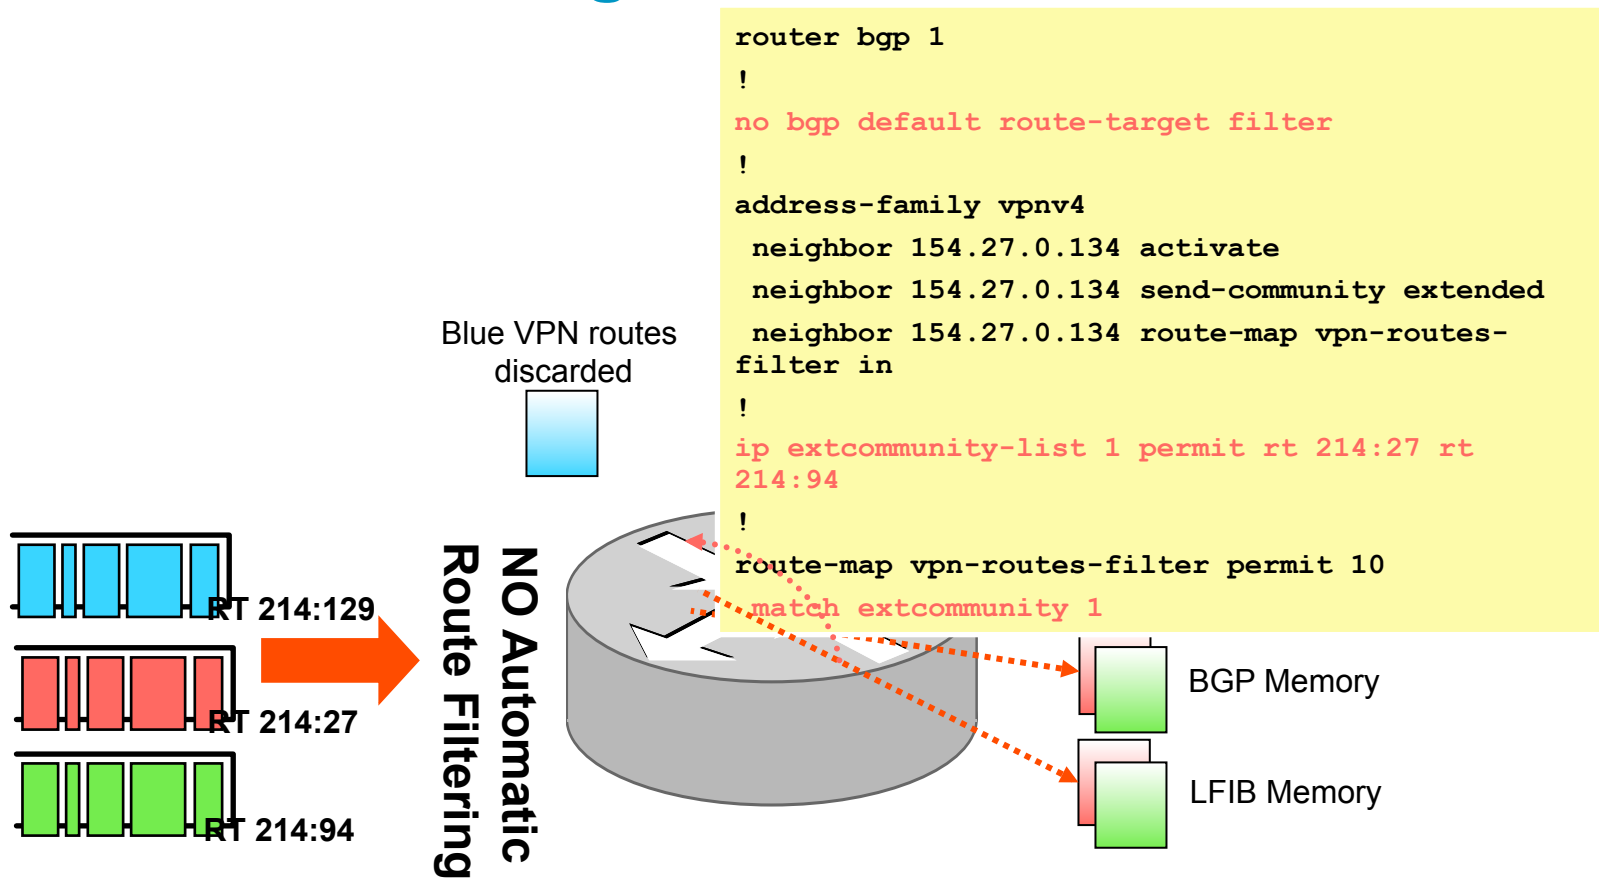 router bgp 1
!
no bgp default route-target filter
!
address-family vpnv4
neighbor 154.27.0.134 activate
neighbor 154.27.0.134 send-community extended
neighbor 154.27.0.134 route-map vpn-routes-
filter in
!
ip extcommunity-list 1 permit rt 214:27 rt
214:94
!
route-map vpn-routes-filter permit 10
match extcommunity 1
Blue VPN routes
discarded
RT 214:129
RT 214:27
RT 214:94
NO Automatic
Route Filtering
BGP Memory
LFIB Memory